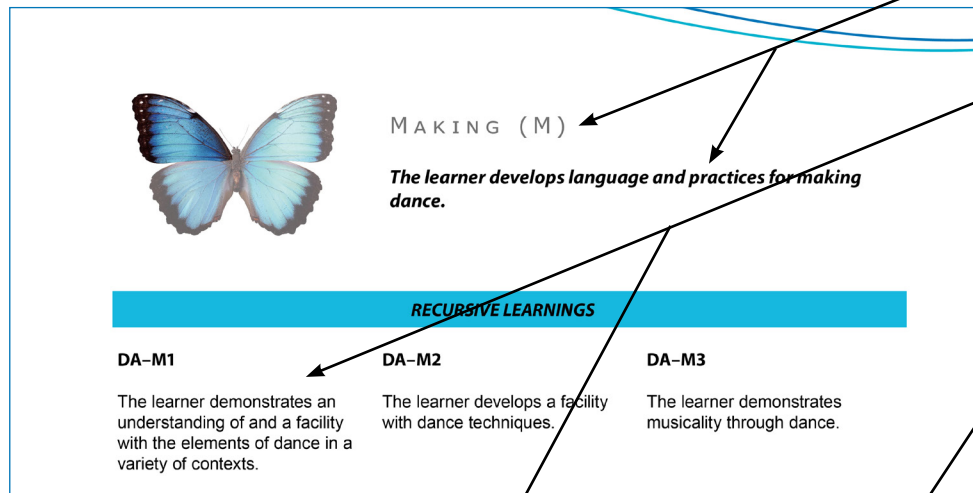 MAKING (M)
The learner develops language and practices for making
dance.
RECURSIVE LEARNINGS
DA–M1
The learner demonstrates an
understanding of and a facility
with the elements of dance in a
variety of contexts.
DA–M2
The learner develops a facility
with dance techniques.
DA–M3
The learner demonstrates
musicality through dance.